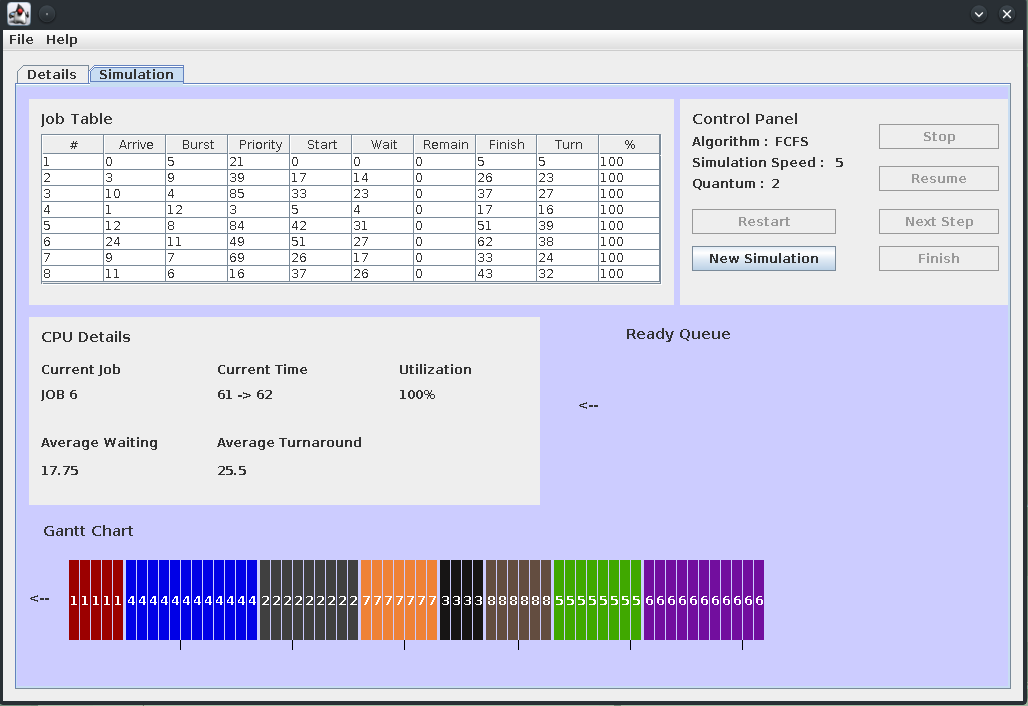 File Help
Details Simulation
Job Table
# Arrive Burst Priority Start Wait Remain Finish Turn %
1 0 5 21 0 0 0 5 5 100
2 3 9 39 17 14 0 26 23 100
3 10 4 85 33 23 0 37 27 100
4 1 12 3 5 4 0 17 16 100
5 12 8 84 42 31 0 51 39 100
6 24 11 49 51 27 0 62 38 100
7 9 7 69 26 17 0 33 24 100
8 11 6 16 37 26 0 43 32 100
Control Panel
Algorithm : FCFS
Simulation Speed : 5
Quantum : 2
Stop
Resume
Restart Next Step
New Simulation Finish
CPU Details
Current Job Current Time Utilization
JOB 6 61 -> 62 100%
Average Waiting Average Turnaround
17.75 25.5
Ready Queue
<--
Gantt Chart
<-- 1 1 1 1 1 4 4 4 4 4 4 4 4 4 4 4 4 2 2 2 2 2 2 2 2 2 7 7 7 7 7 7 7 3 3 3 3 8 8 8 8 8 8 5 5 5 5 5 5 5 5 6 6 6 6 6 6 6 6 6 6 6